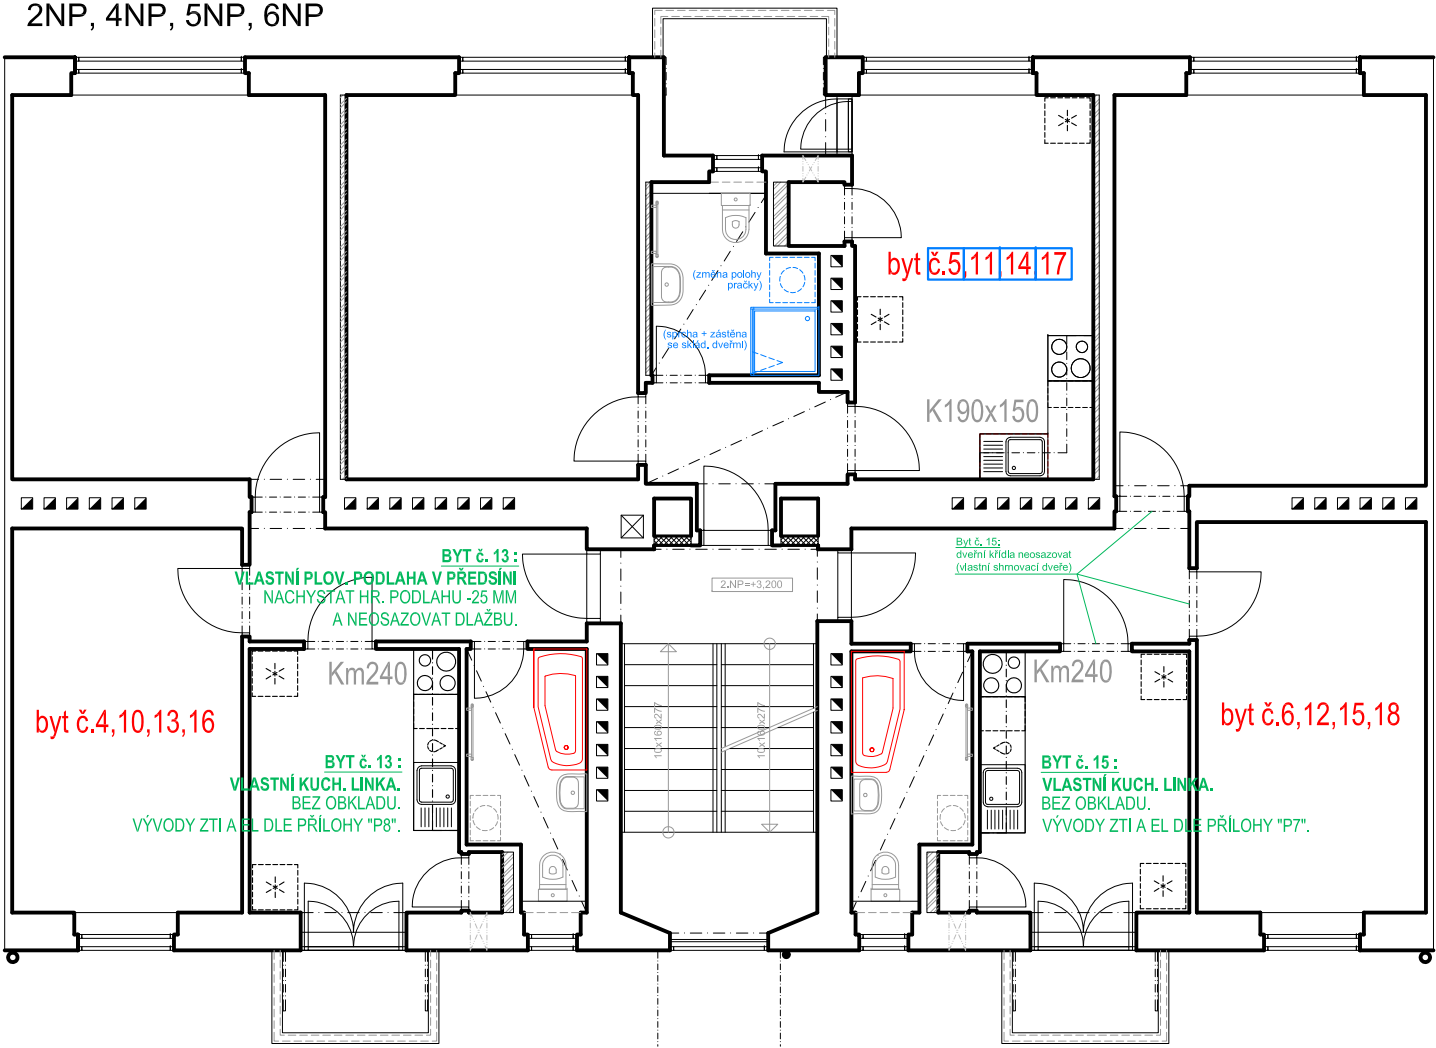 2NP, 4NP, 5NP, 6NP
(změna polohy
pračky)
(sprcha + zástěna
se sklád. dveřmi)
byt č.5,11,14,17
K190x150
BYT č. 13 :
VLASTNÍ PLOV. PODLAHA V PŘEDSÍNI
NACHYSTAT HR. PODLAHU -25 MM
A NEOSAZOVAT DLAŽBU.
Byt č. 15:
dveřní křídla neosazovat
(vlastní shrnovací dveře)
2.NP=+3,200
Km240
Km240
byt č.4,10,13,16
10x160x277
10x160x277
byt č.6,12,15,18
BYT č. 13 :
VLASTNÍ KUCH. LINKA.
BEZ OBKLADU.
VÝVODY ZTI A EL DLE PŘÍLOHY "P8".
BYT č. 15 :
VLASTNÍ KUCH. LINKA.
BEZ OBKLADU.
VÝVODY ZTI A EL DLE PŘÍLOHY "P7".